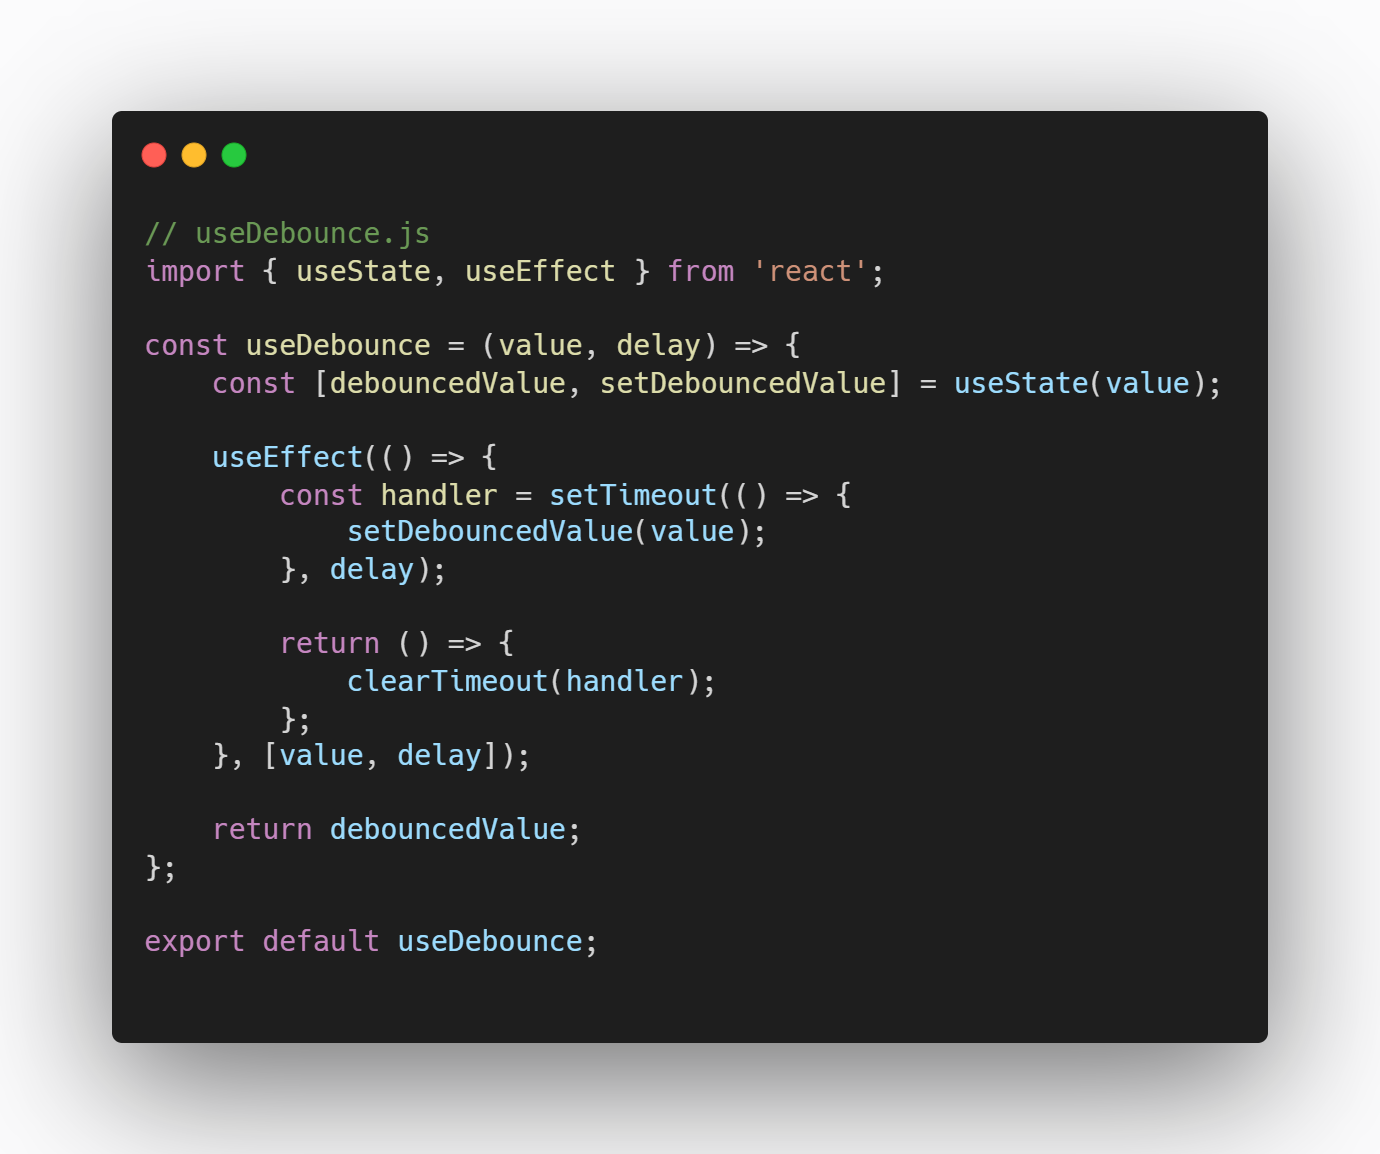 // useDebounce.js
import { useState, useEffect } from 'react';

const useDebounce = (value, delay) => {
    const [debouncedValue, setDebouncedValue] = useState(value);

    useEffect(() => {
        const handler = setTimeout(() => {
            setDebouncedValue(value);
        }, delay);

        return () => {
            clearTimeout(handler);
        };
    }, [value, delay]);

    return debouncedValue;
};

export default useDebounce;